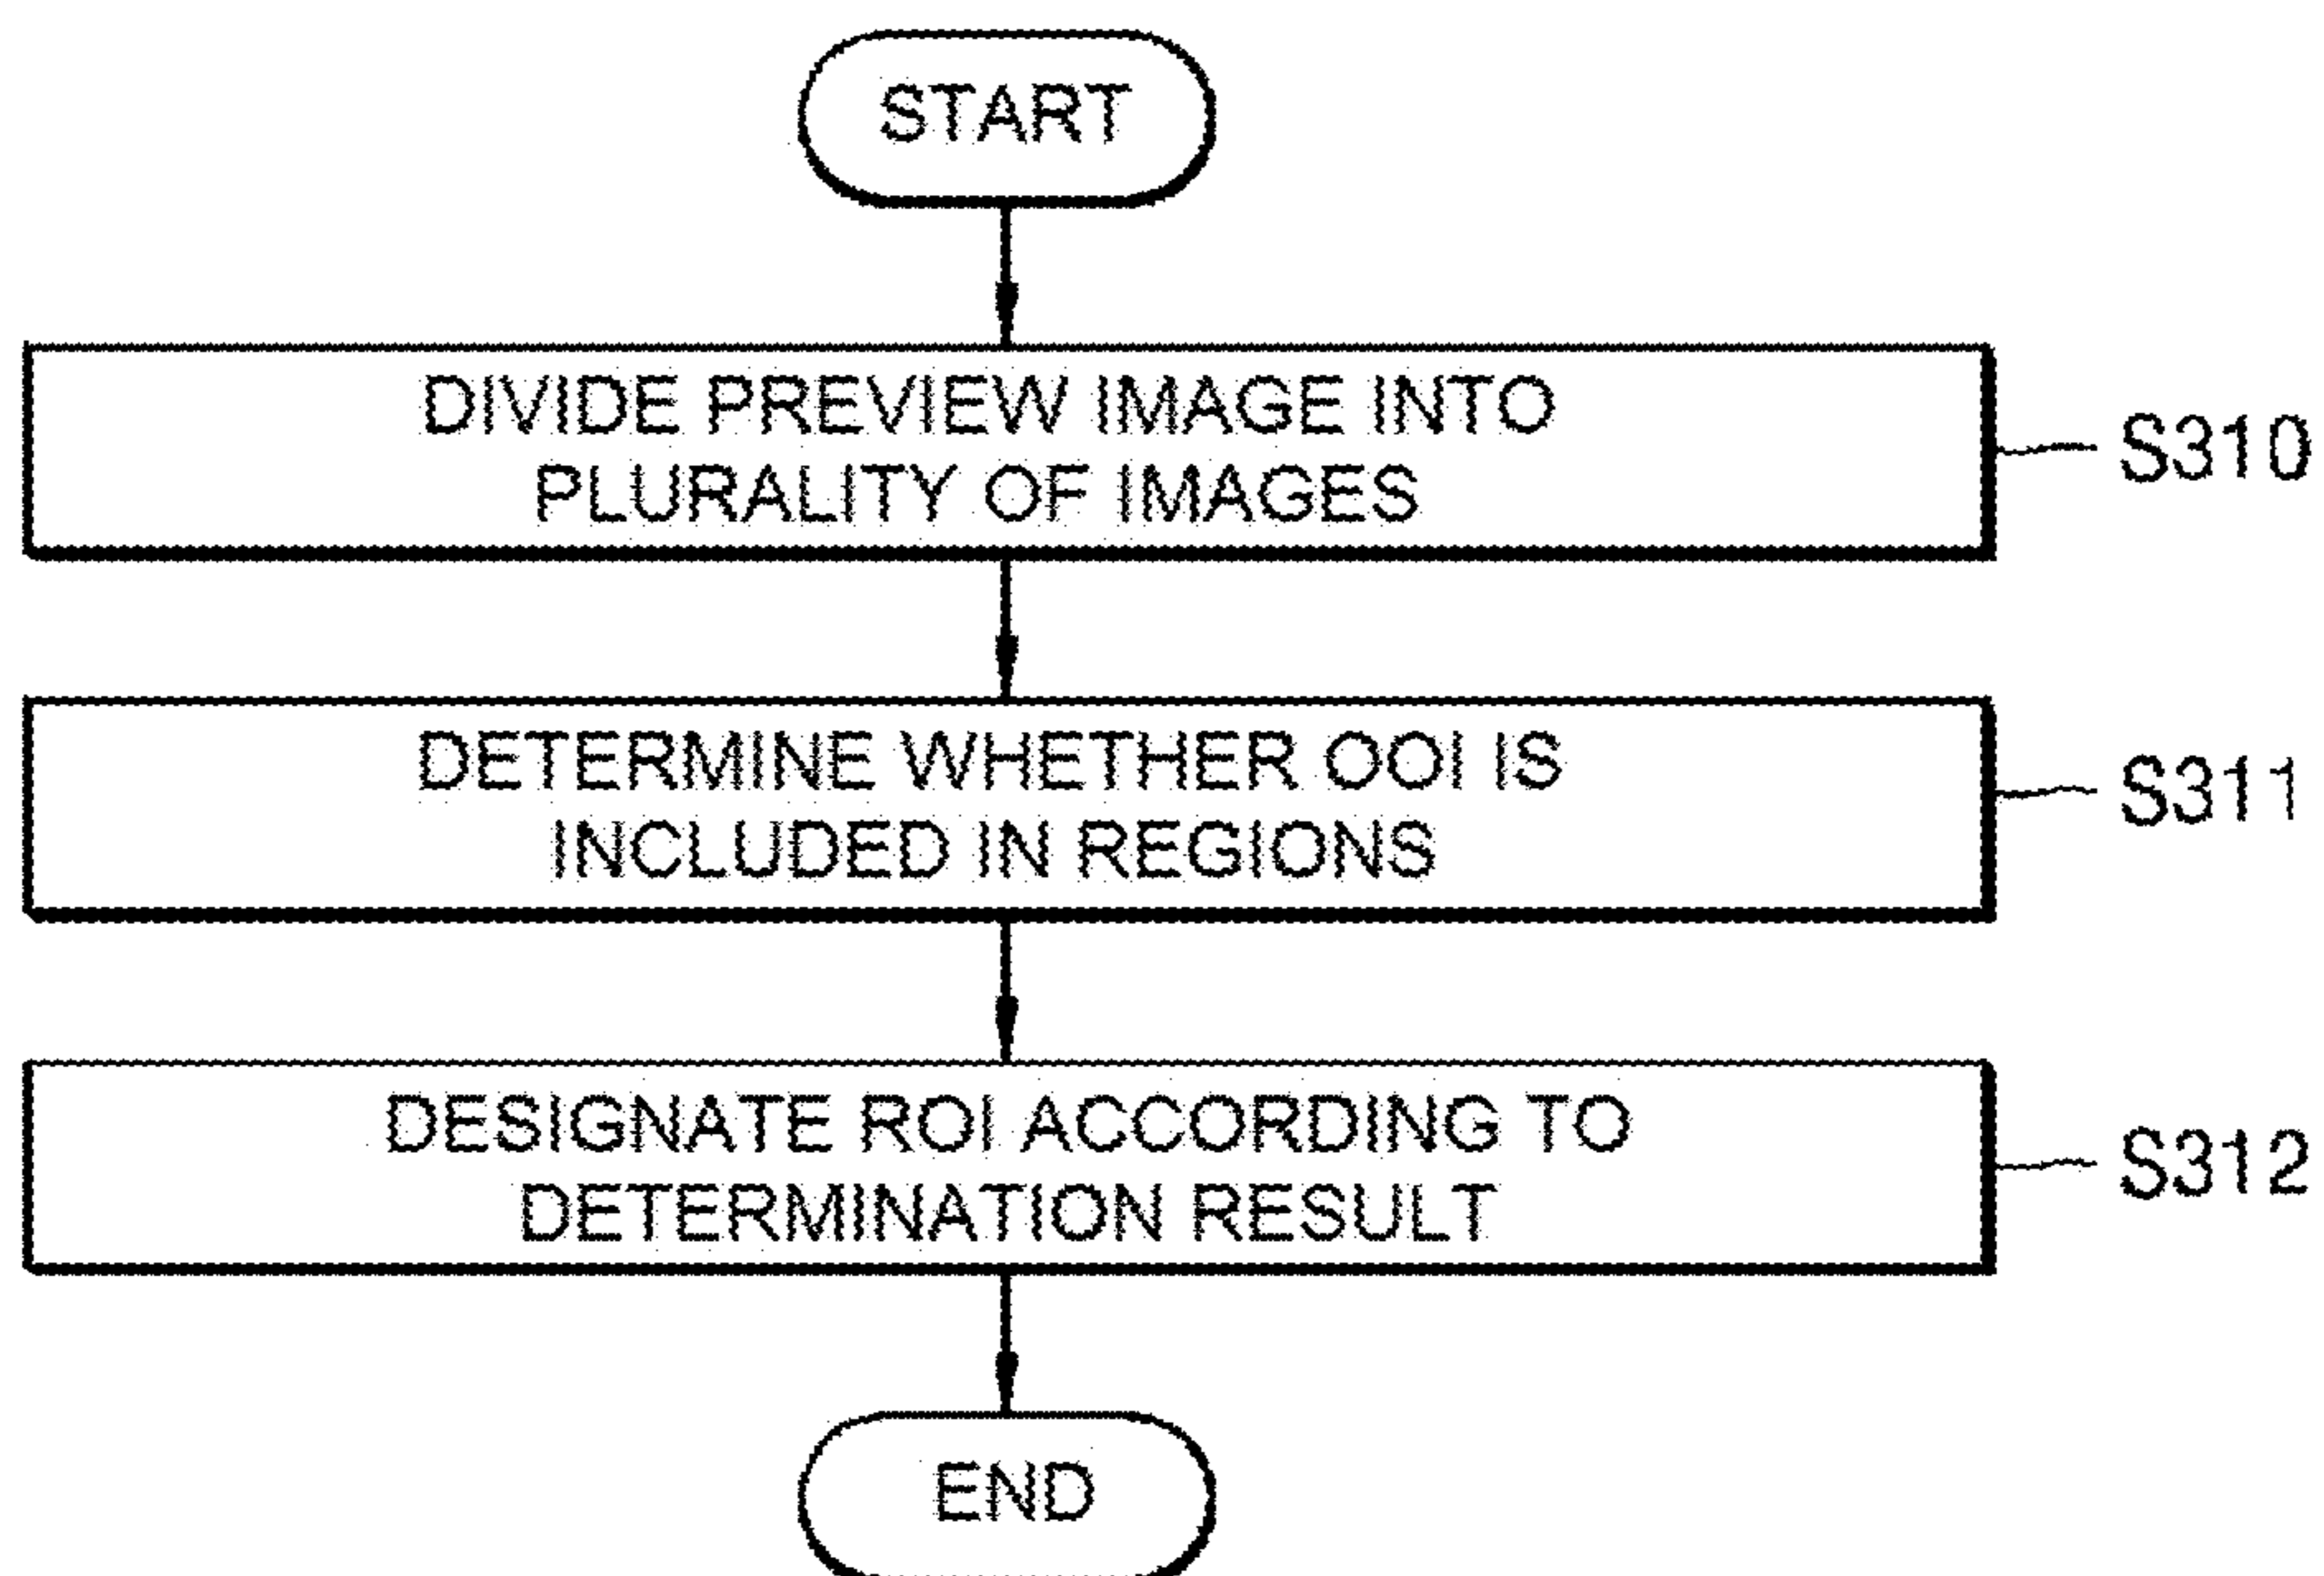 START
DIVIDE PREVIEW IMAGE INTO
PLURALITY OF IMAGES
S310
DETERMINE WHETHER OOI IS
INCLUDED IN REGIONS
S311
DESIGNATE ROI ACCORDING TO
DETERMINATION RESULT
S312
END